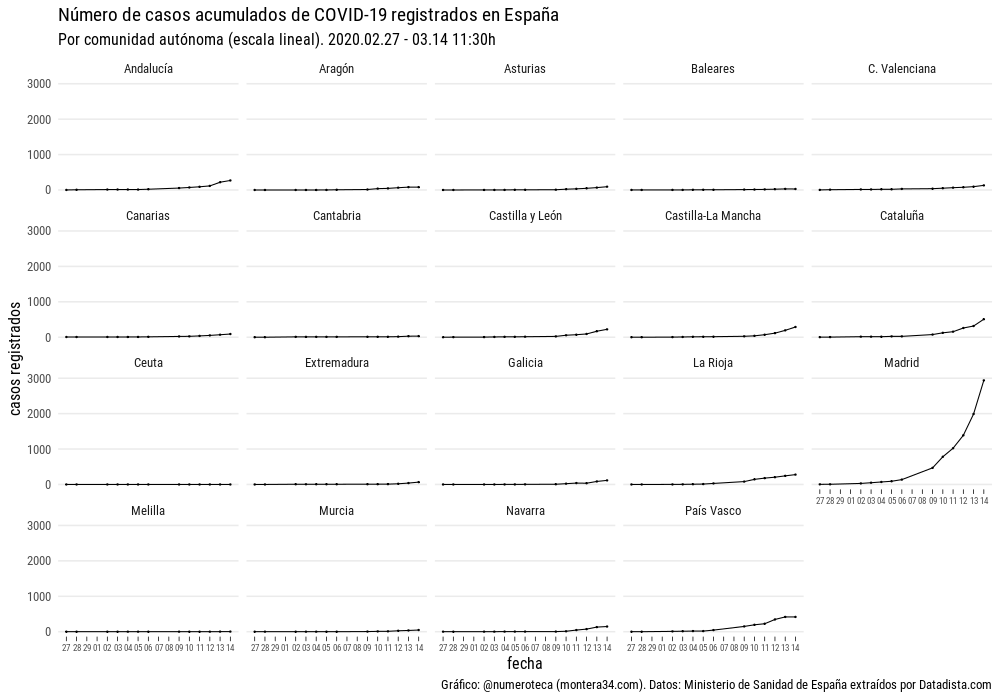 Número de casos acumulados de COVID-19 registrados en España
Por comunidad autónoma (escala lineal). 2020.02.27 - 03.14 11:30h
casos registrados
Andalucía Aragón Asturias Baleares C. Valenciana
3000
2000
1000
0
Canarias Cantabria Castilla y León Castilla-La Mancha Cataluña
3000
2000
1000
0
Ceuta Extremadura Galicia La Rioja Madrid
3000
2000
1000
0
27 28 29 01 02 03 04 05 06 07 08 09 10 11 12 13 14
Melilla Murcia Navarra País Vasco
3000
2000
1000
0
27 28 29 01 02 03 04 05 06 07 08 09 10 11 12 13 14 27 28 29 01 02 03 04 05 06 07 08 09 10 11 12 13 14 27 28 29 01 02 03 04 05 06 07 08 09 10 11 12 13 14 27 28 29 01 02 03 04 05 06 07 08 09 10 11 12 13 14
fecha
Gráfico: @numeroteca (montera34.com). Datos: Ministerio de Sanidad de España extraídos por Datadista.com